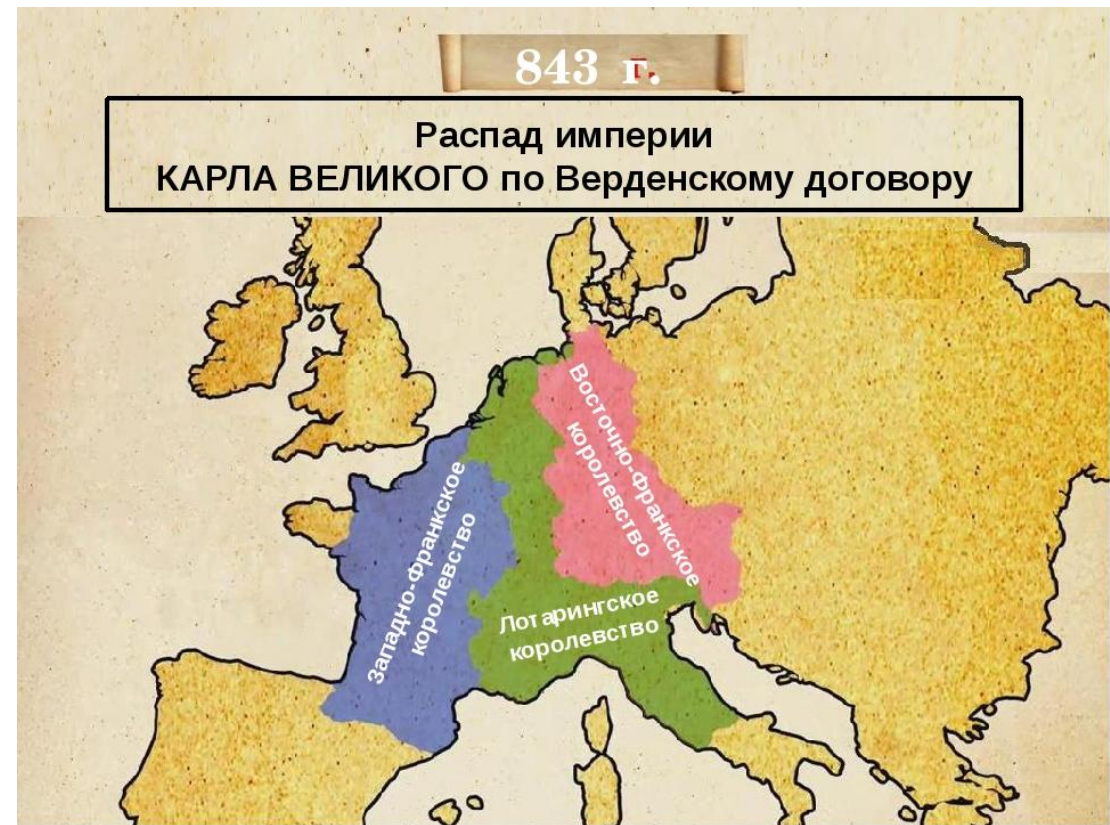 843 г.
Распад империи
КАРЛА ВЕЛИКОГО по Верденскому договору
Западно-франкское
королевство
Восточно-франкское
королевство
Лотарингское
королевство